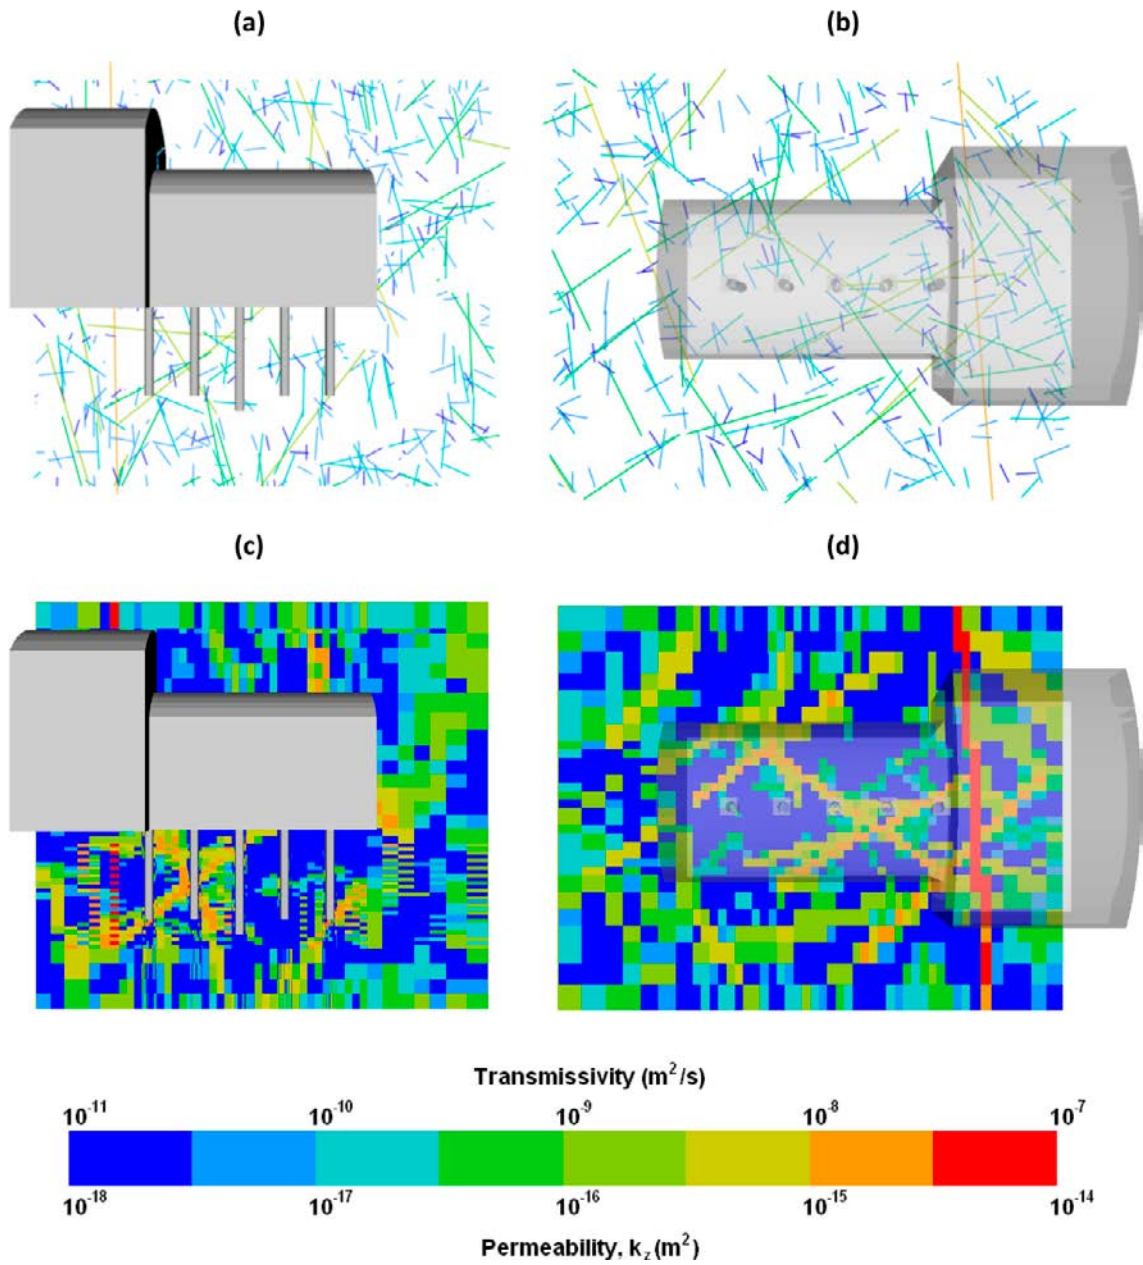 (a) (b)
(c) (d)
Transmissivity (m²/s)
10⁻¹¹ 10⁻¹⁰ 10⁻⁹ 10⁻⁸ 10⁻⁷
10⁻¹⁸ 10⁻¹⁷ 10⁻¹⁶ 10⁻¹⁵ 10⁻¹⁴
Permeability, k_z (m²)